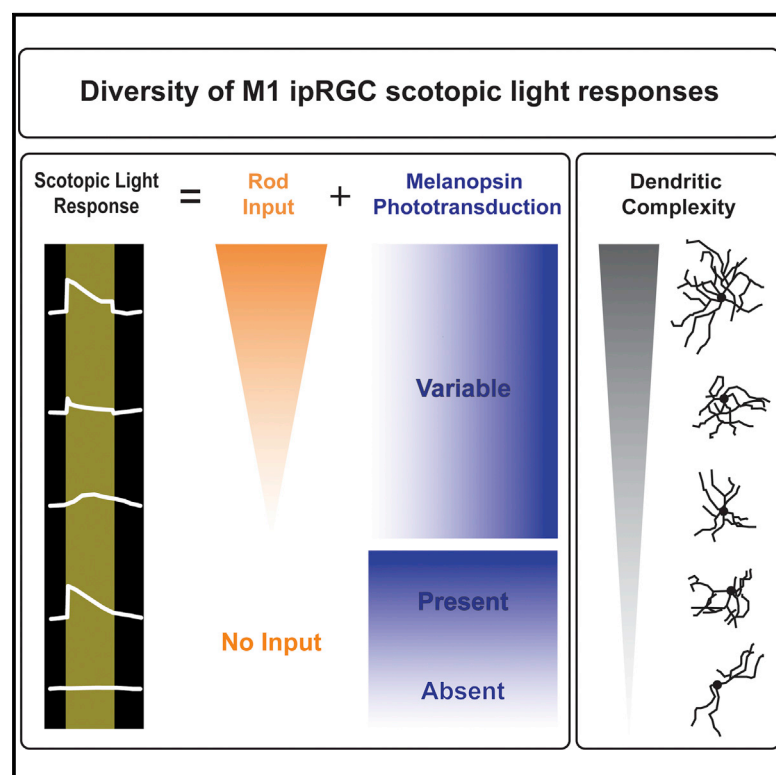 Diversity of M1 ipRGC scotopic light responses
Scotopic Light
Response
=
Rod
Input
+
Melanopsin
Phototransduction
Dendritic
Complexity
Variable
Present
No Input
Absent